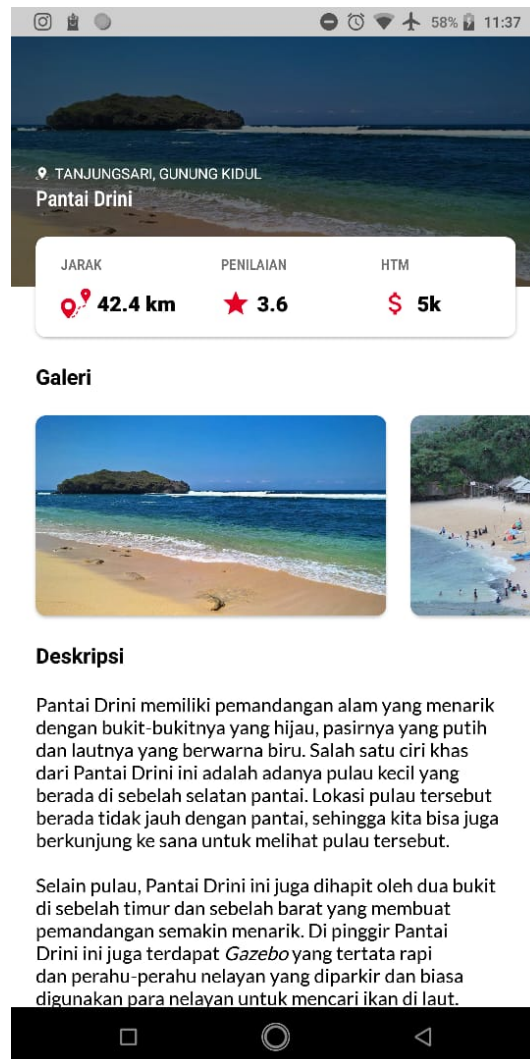 58% 11:37
TANJUNGSARI, GUNUNG KIDUL
Pantai Drini
JARAK PENILAIAN HTM
42.4 km 3.6 $ 5k
Galeri
Deskripsi
Pantai Drini memiliki pemandangan alam yang menarik
dengan bukit-bukitnya yang hijau, pasirnya yang putih
dan lautnya yang berwarna biru. Salah satu ciri khas
dari Pantai Drini ini adalah adanya pulau kecil yang
berada di sebelah selatan pantai. Lokasi pulau tersebut
berada tidak jauh dengan pantai, sehingga kita bisa juga
berkunjung ke sana untuk melihat pulau tersebut.
Selain pulau, Pantai Drini ini juga dihapit oleh dua bukit
di sebelah timur dan sebelah barat yang membuat
pemandangan semakin menarik. Di pinggir Pantai
Drini ini juga terdapat Gazebo yang tertata rapi
dan perahu-perahu nelayan yang diparkir dan biasa
digunakan para nelayan untuk mencari ikan di laut.